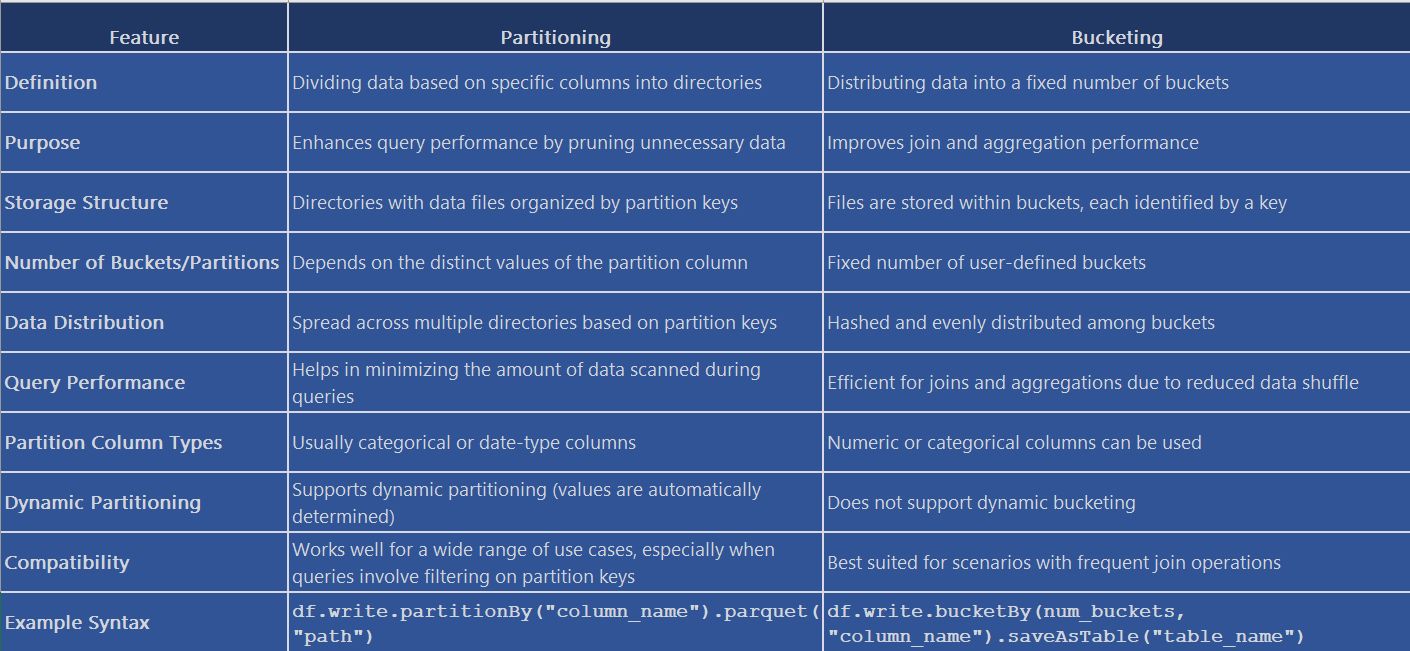 Feature Partitioning Bucketing
Definition Dividing data based on specific columns into directories Distributing data into a fixed number of buckets
Purpose Enhances query performance by pruning unnecessary data Improves join and aggregation performance
Storage Structure Directories with data files organized by partition keys Files are stored within buckets, each identified by a key
Number of Buckets/Partitions Depends on the distinct values of the partition column Fixed number of user-defined buckets
Data Distribution Spread across multiple directories based on partition keys Hashed and evenly distributed among buckets
Query Performance Helps in minimizing the amount of data scanned during
queries Efficient for joins and aggregations due to reduced data shuffle
Partition Column Types Usually categorical or date-type columns Numeric or categorical columns can be used
Dynamic Partitioning Supports dynamic partitioning (values are automatically
determined) Does not support dynamic bucketing
Compatibility Works well for a wide range of use cases, especially when
queries involve filtering on partition keys Best suited for scenarios with frequent join operations
Example Syntax df.write.partitionBy("column_name").parquet(
"path") df.write.bucketBy(num_buckets,
"column_name").saveAsTable("table_name")